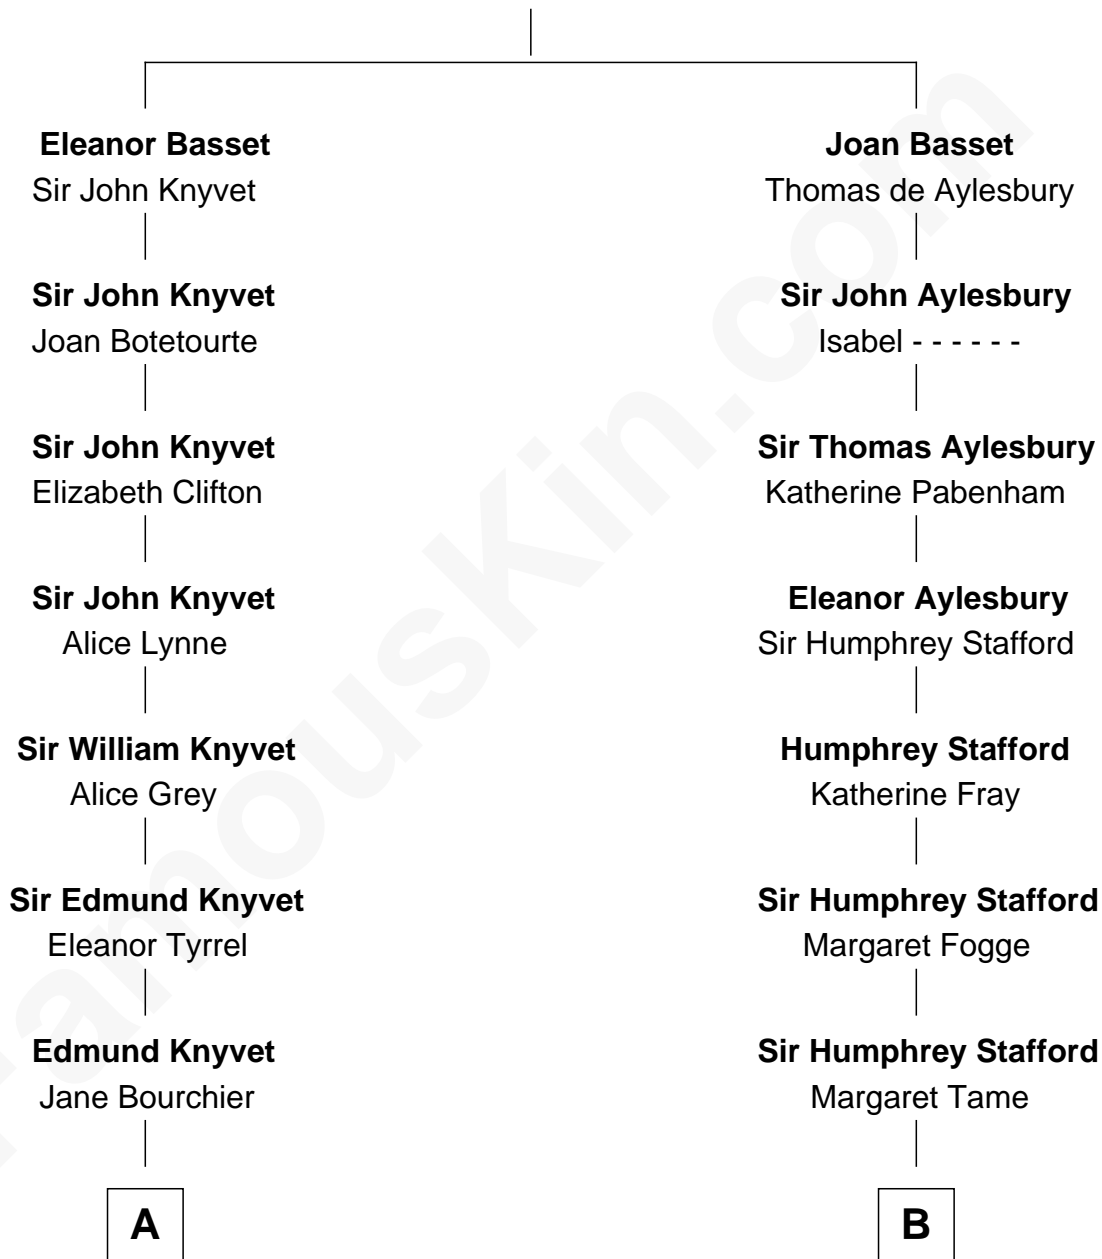 Eleanor Basset
Sir John Knyvet
Joan Basset
Thomas de Aylesbury
Sir John Knyvet
Joan Botetourte
Sir John Aylesbury
Isabel - - - - - -
Sir John Knyvet
Elizabeth Clifton
Sir Thomas Aylesbury
Katherine Pabenham
Sir John Knyvet
Alice Lynne
Eleanor Aylesbury
Sir Humphrey Stafford
Sir William Knyvet
Alice Grey
Humphrey Stafford
Katherine Fray
Sir Edmund Knyvet
Eleanor Tyrrel
Sir Humphrey Stafford
Margaret Fogge
Edmund Knyvet
Jane Bourchier
Sir Humphrey Stafford
Margaret Tame
A
B
FamousKin.com